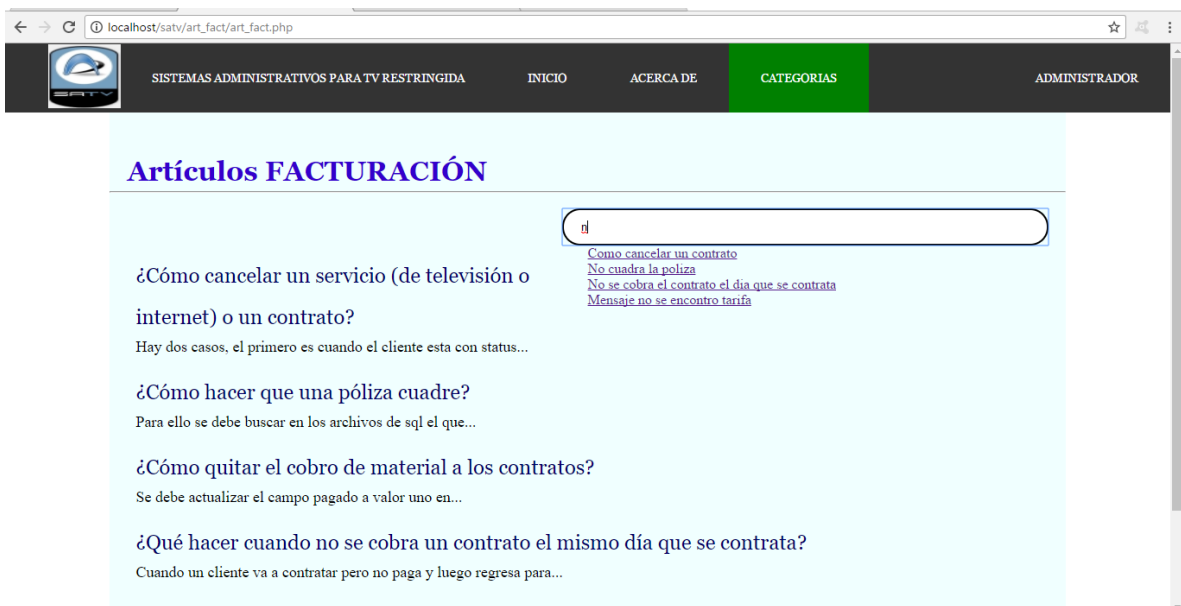 localhost/satv/art_fact/art_fact.php
SATV
SISTEMAS ADMINISTRATIVOS PARA TV RESTRINGIDA INICIO ACERCA DE CATEGORIAS ADMINISTRADOR
Artículos FACTURACIÓN
n
Como cancelar un contrato
No cuadra la poliza
No se cobra el contrato el dia que se contrata
Mensaje no se encontro tarifa
¿Cómo cancelar un servicio (de televisión o
internet) o un contrato?
Hay dos casos, el primero es cuando el cliente esta con status...
¿Cómo hacer que una póliza cuadre?
Para ello se debe buscar en los archivos de sql el que...
¿Cómo quitar el cobro de material a los contratos?
Se debe actualizar el campo pagado a valor uno en...
¿Qué hacer cuando no se cobra un contrato el mismo día que se contrata?
Cuando un cliente va a contratar pero no paga y luego regresa para...